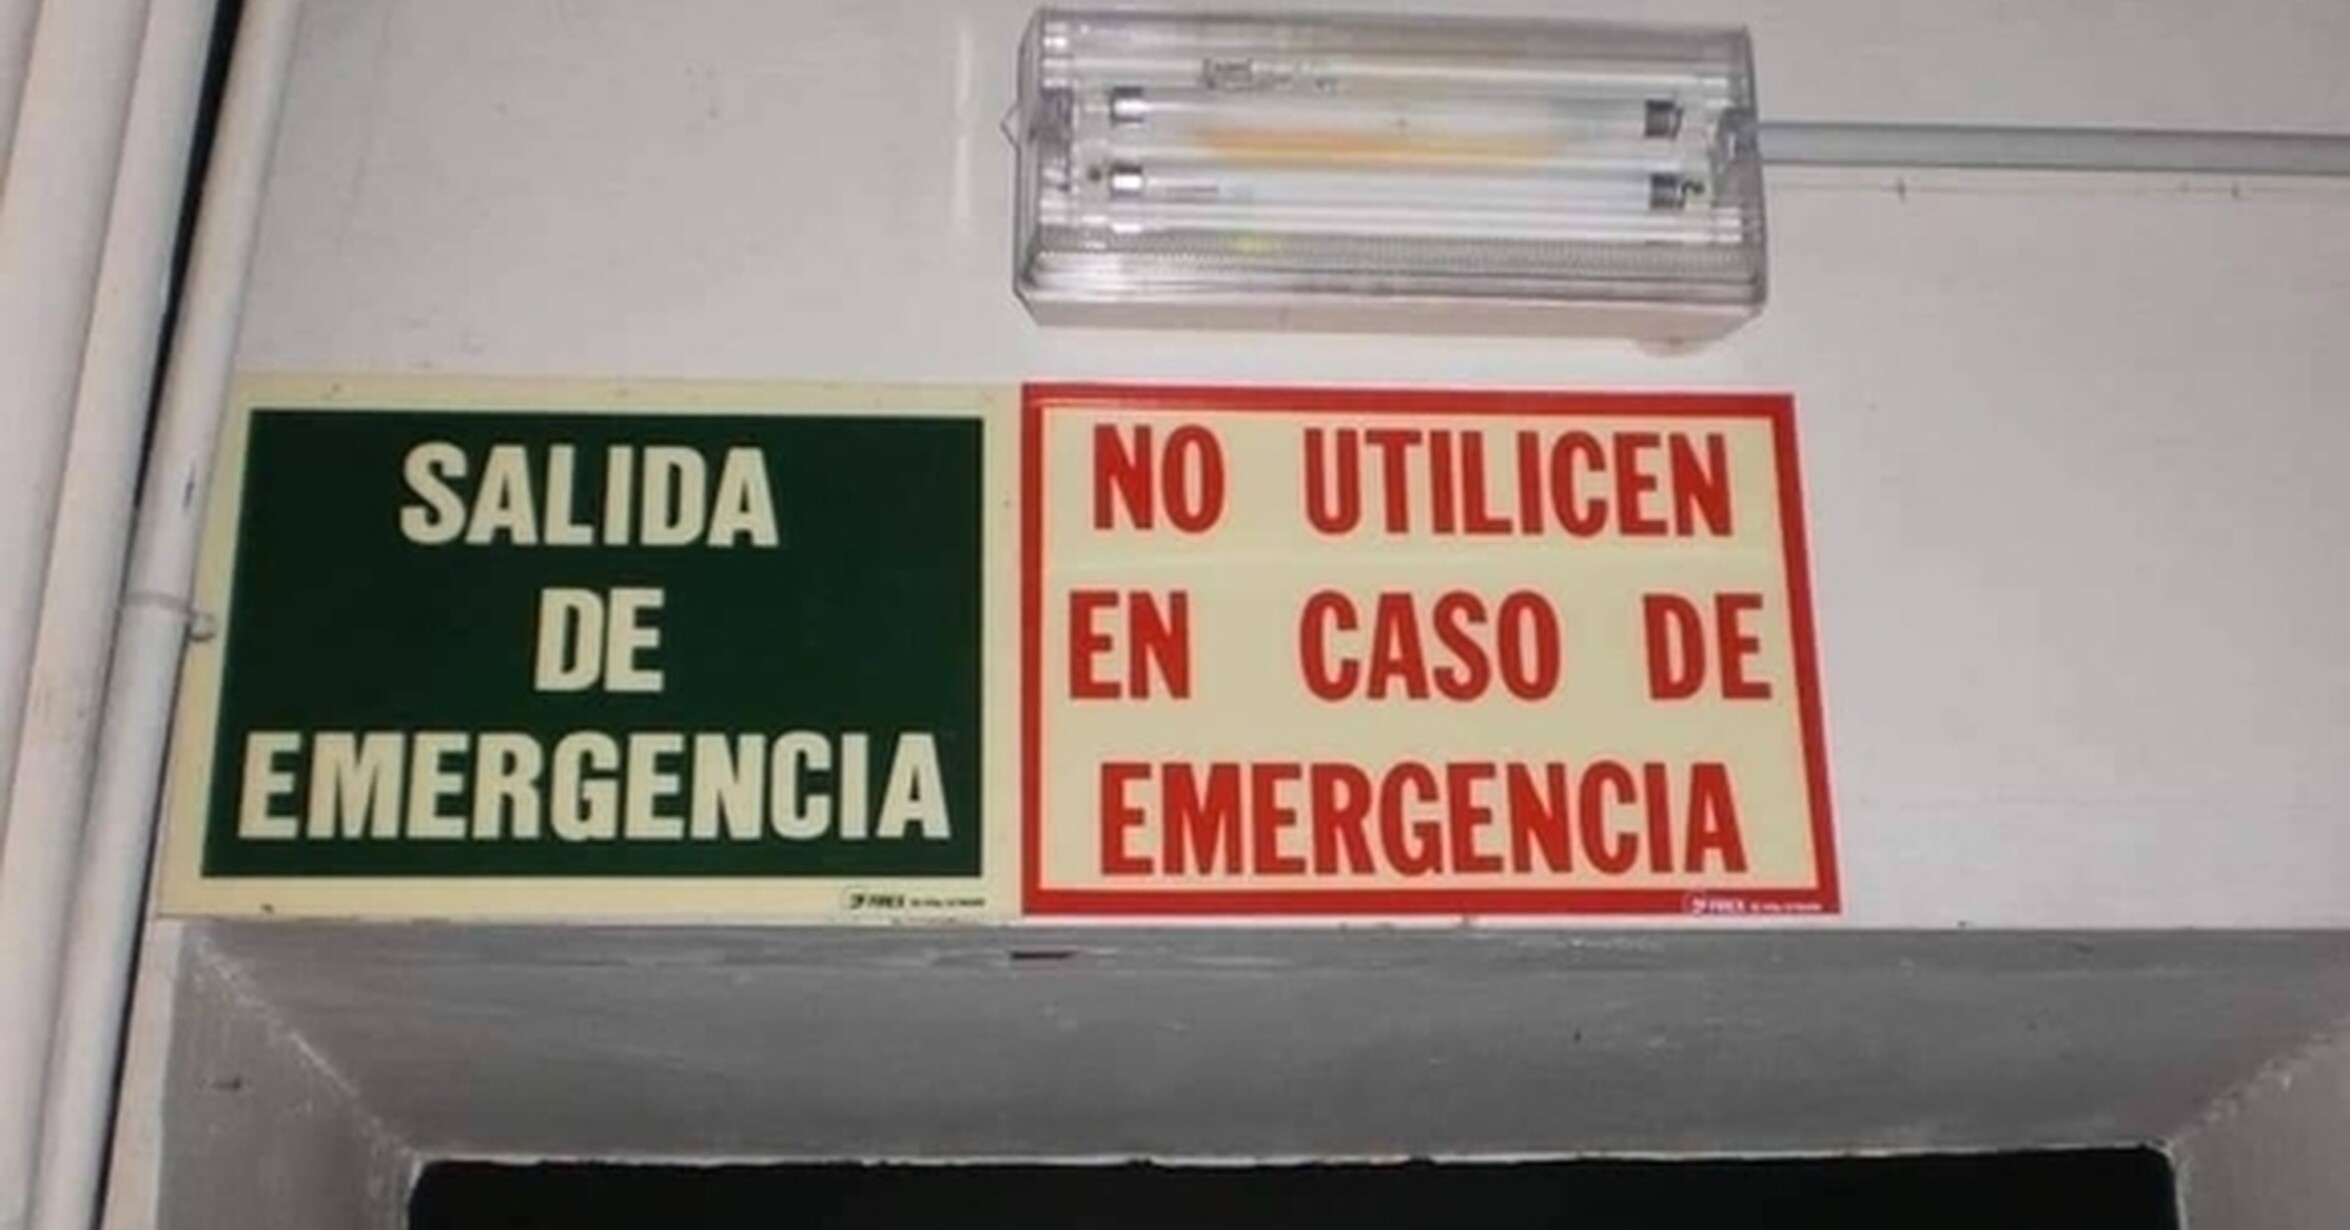 SALIDA
DE
EMERGENCIA
NO UTILICEN
EN CASO DE
EMERGENCIA